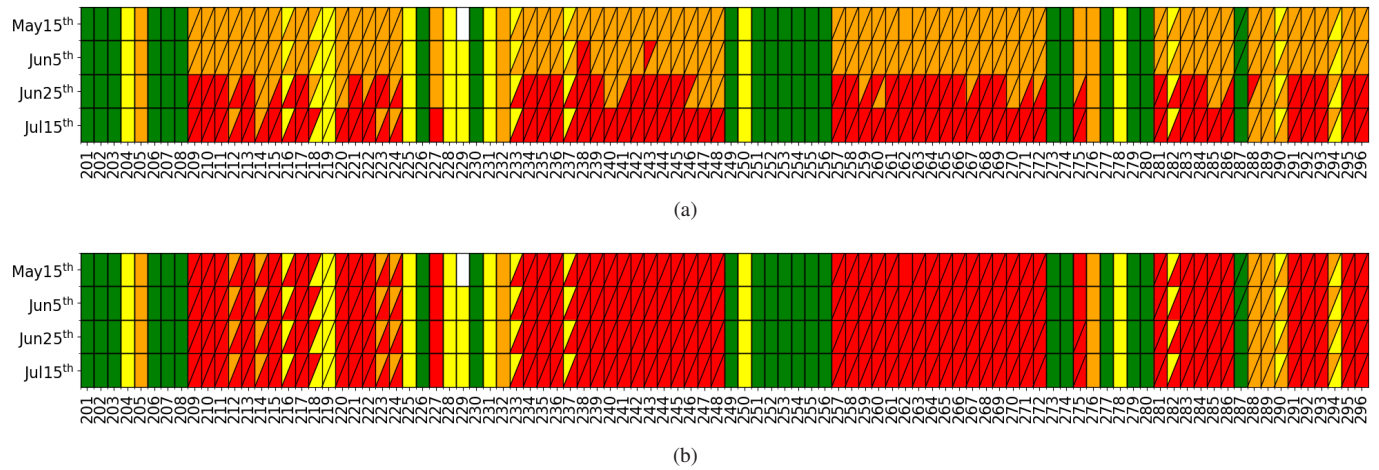 May15th
Jun5th
Jun25th
Jul15th
201 202 203 204 205 206 207 208 209 210 211 212 213 214 215 216 217 218 219 220 221 222 223 224 225 226 227 228 229 230 231 232 233 234 235 236 237 238 239 240 241 242 243 244 245 246 247 248 249 250 251 252 253 254 255 256 257 258 259 260 261 262 263 264 265 266 267 268 269 270 271 272 273 274 275 276 277 278 279 280 281 282 283 284 285 286 287 288 289 290 291 292 293 294 295 296
(a)
May15th
Jun5th
Jun25th
Jul15th
201 202 203 204 205 206 207 208 209 210 211 212 213 214 215 216 217 218 219 220 221 222 223 224 225 226 227 228 229 230 231 232 233 234 235 236 237 238 239 240 241 242 243 244 245 246 247 248 249 250 251 252 253 254 255 256 257 258 259 260 261 262 263 264 265 266 267 268 269 270 271 272 273 274 275 276 277 278 279 280 281 282 283 284 285 286 287 288 289 290 291 292 293 294 295 296
(b)